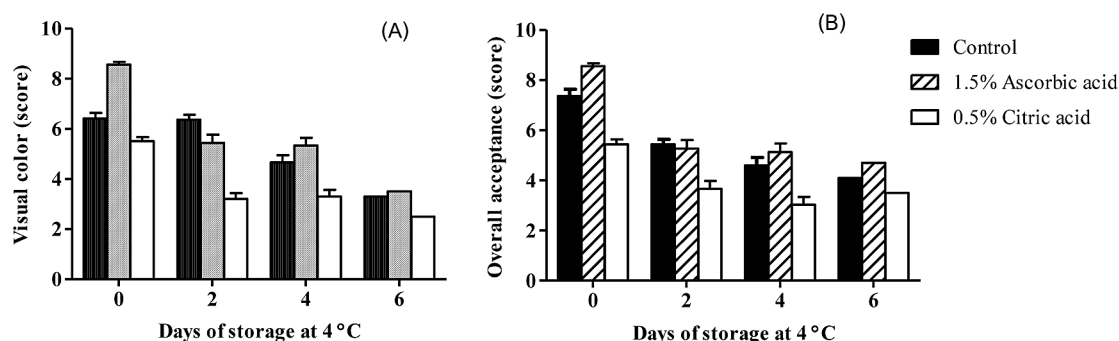 (A)
10
8
6
4
2
0
Visual color (score)
0 2 4 6
Days of storage at 4 °C
(B)
10
8
6
4
2
0
Overall acceptance (score)
0 2 4 6
Days of storage at 4 °C
Control
1.5% Ascorbic acid
0.5% Citric acid